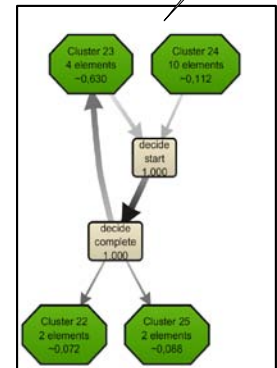 Cluster 23
4 elements
~0,630
Cluster 24
10 elements
~0,112
decide
start
1.000
decide
complete
1.000
Cluster 22
2 elements
~0,072
Cluster 25
2 elements
~0,088